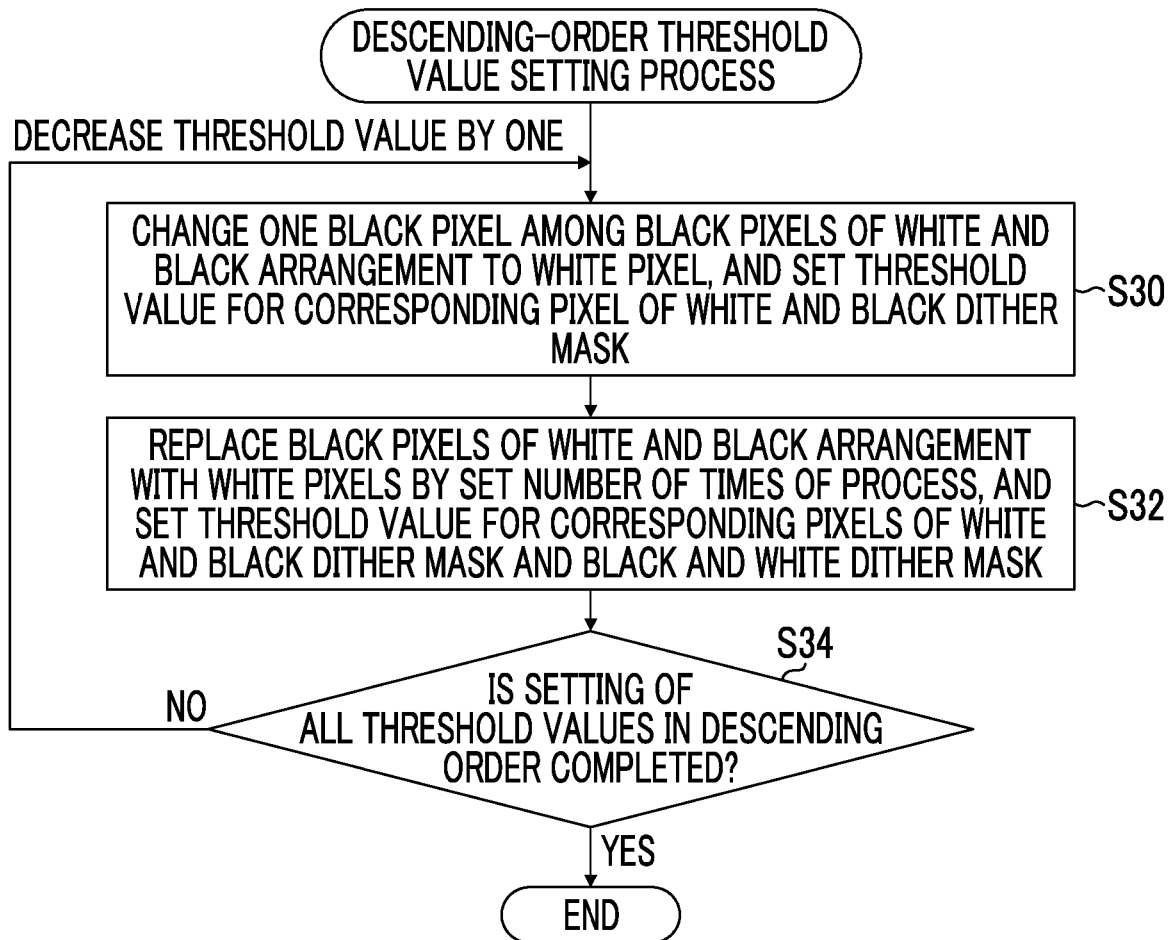 DESCENDING-ORDER THRESHOLD
VALUE SETTING PROCESS
DECREASE THRESHOLD VALUE BY ONE
CHANGE ONE BLACK PIXEL AMONG BLACK PIXELS OF WHITE AND
BLACK ARRANGEMENT TO WHITE PIXEL, AND SET THRESHOLD
VALUE FOR CORRESPONDING PIXEL OF WHITE AND BLACK DITHER
MASK
S30
REPLACE BLACK PIXELS OF WHITE AND BLACK ARRANGEMENT
WITH WHITE PIXELS BY SET NUMBER OF TIMES OF PROCESS, AND
SET THRESHOLD VALUE FOR CORRESPONDING PIXELS OF WHITE
AND BLACK DITHER MASK AND BLACK AND WHITE DITHER MASK
S32
S34
IS SETTING OF
ALL THRESHOLD VALUES IN DESCENDING
ORDER COMPLETED?
NO
YES
END